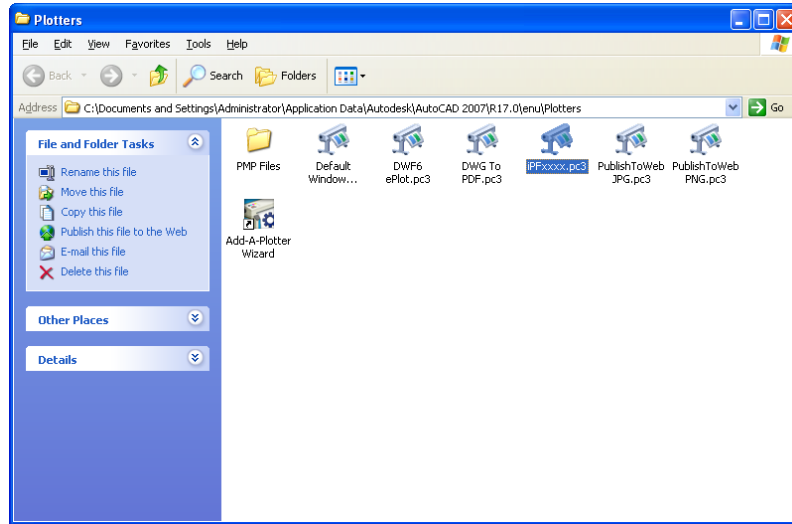 Plotters
File Edit View Favorites Tools Help
Back Search Folders
Address C:\Documents and Settings\Administrator\Application Data\Autodesk\AutoCAD 2007\R17.0\enu\Plotters Go
File and Folder Tasks
Rename this file
Move this file
Copy this file
Publish this file to the Web
E-mail this file
Delete this file
Other Places
Details
PMP Files
Default
Window...
DWF6
ePlot.pc3
DWG To
PDF.pc3
iPFxxxx.pc3
PublishToWeb
JPG.pc3
PublishToWeb
PNG.pc3
Add-A-Plotter
Wizard